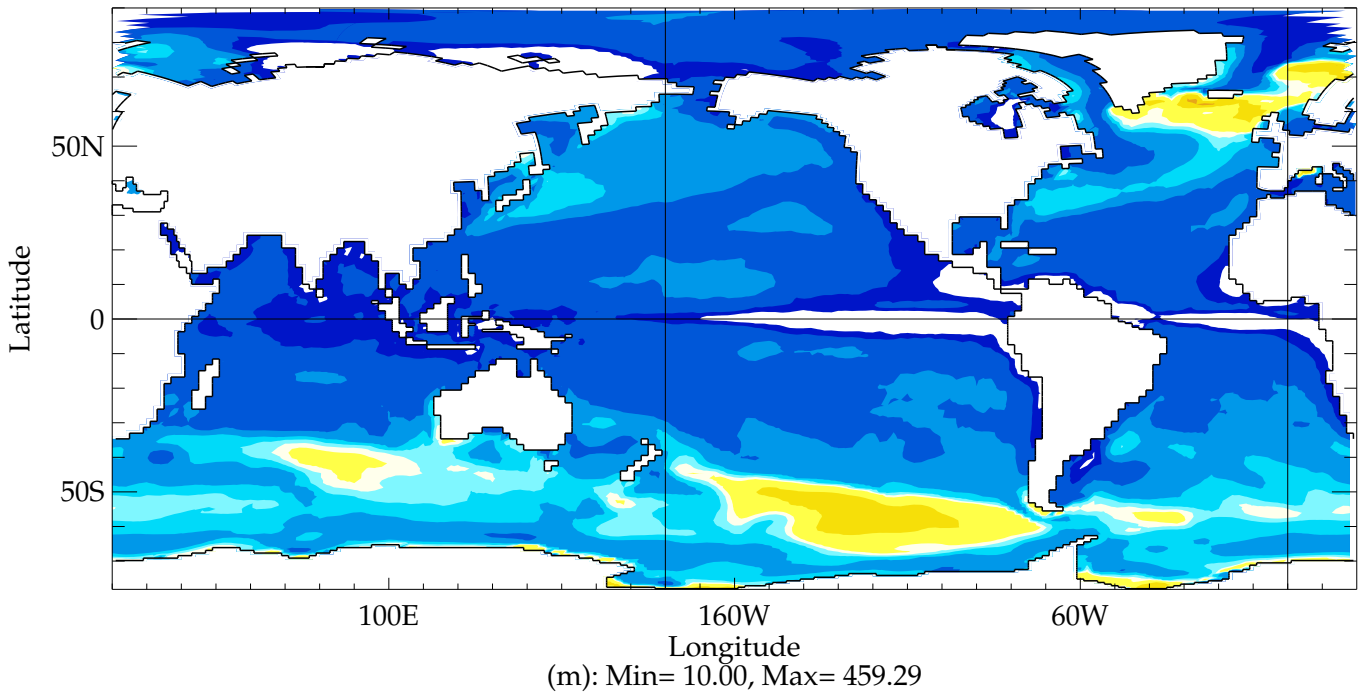 50N
0
50S
Latitude
100E
160W
60W
Longitude
(m): Min= 10.00, Max= 459.29